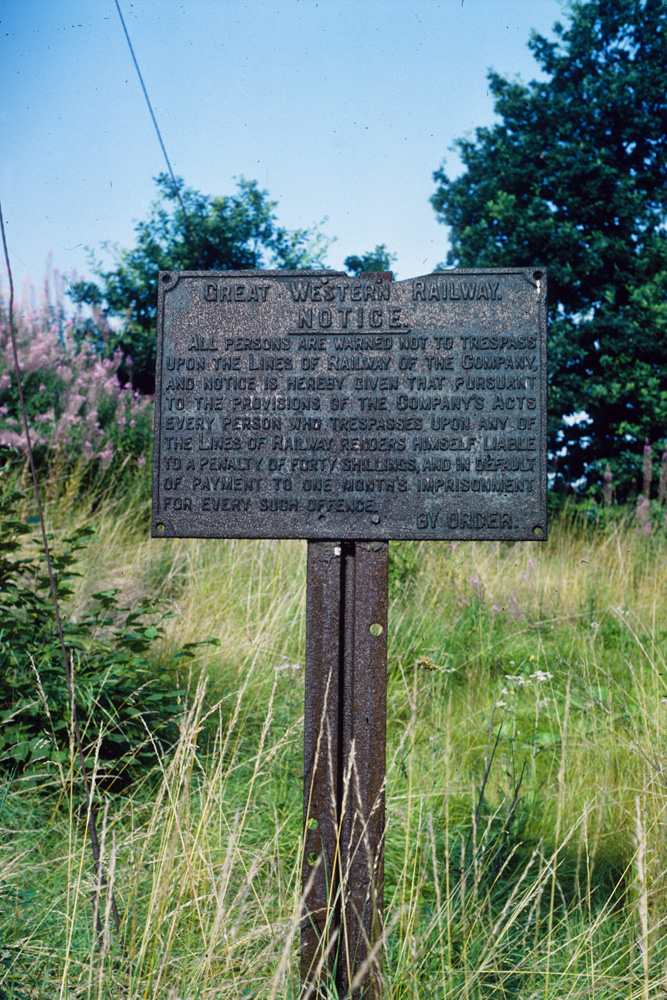 GREAT WESTERN RAILWAY.
NOTICE.
ALL PERSONS ARE WARNED NOT TO TRESPASS
UPON THE LINES OF RAILWAY OF THE COMPANY,
AND NOTICE IS HEREBY GIVEN THAT PURSUANT
TO THE PROVISIONS OF THE COMPANY'S ACTS
EVERY PERSON WHO TRESPASSES UPON ANY OF
THE LINES OF RAILWAY RENDERS HIMSELF LIABLE
TO A PENALTY OF FORTY SHILLINGS, AND IN DEFAULT
OF PAYMENT TO ONE MONTH'S IMPRISONMENT
FOR EVERY SUCH OFFENCE.
BY ORDER.